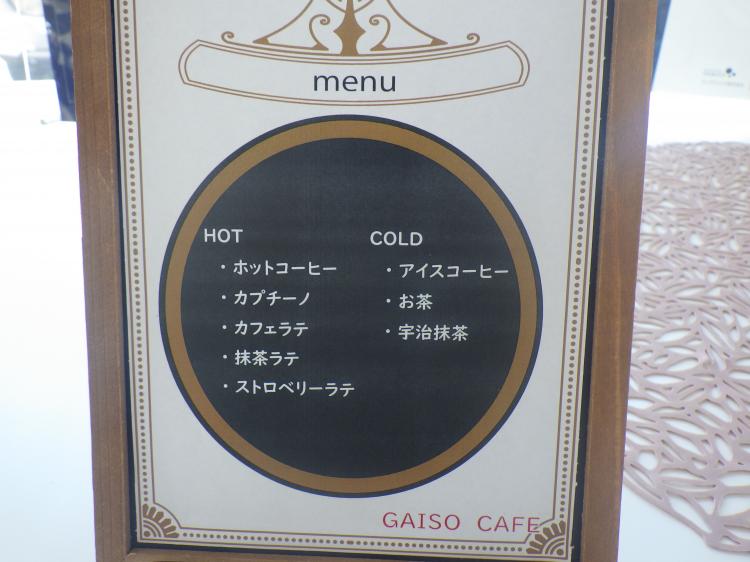 menu
HOT
・ホットコーヒー
・カプチーノ
・カフェラテ
・抹茶ラテ
・ストロベリーラテ
COLD
・アイスコーヒー
・お茶
・宇治抹茶
GAISO CAFE